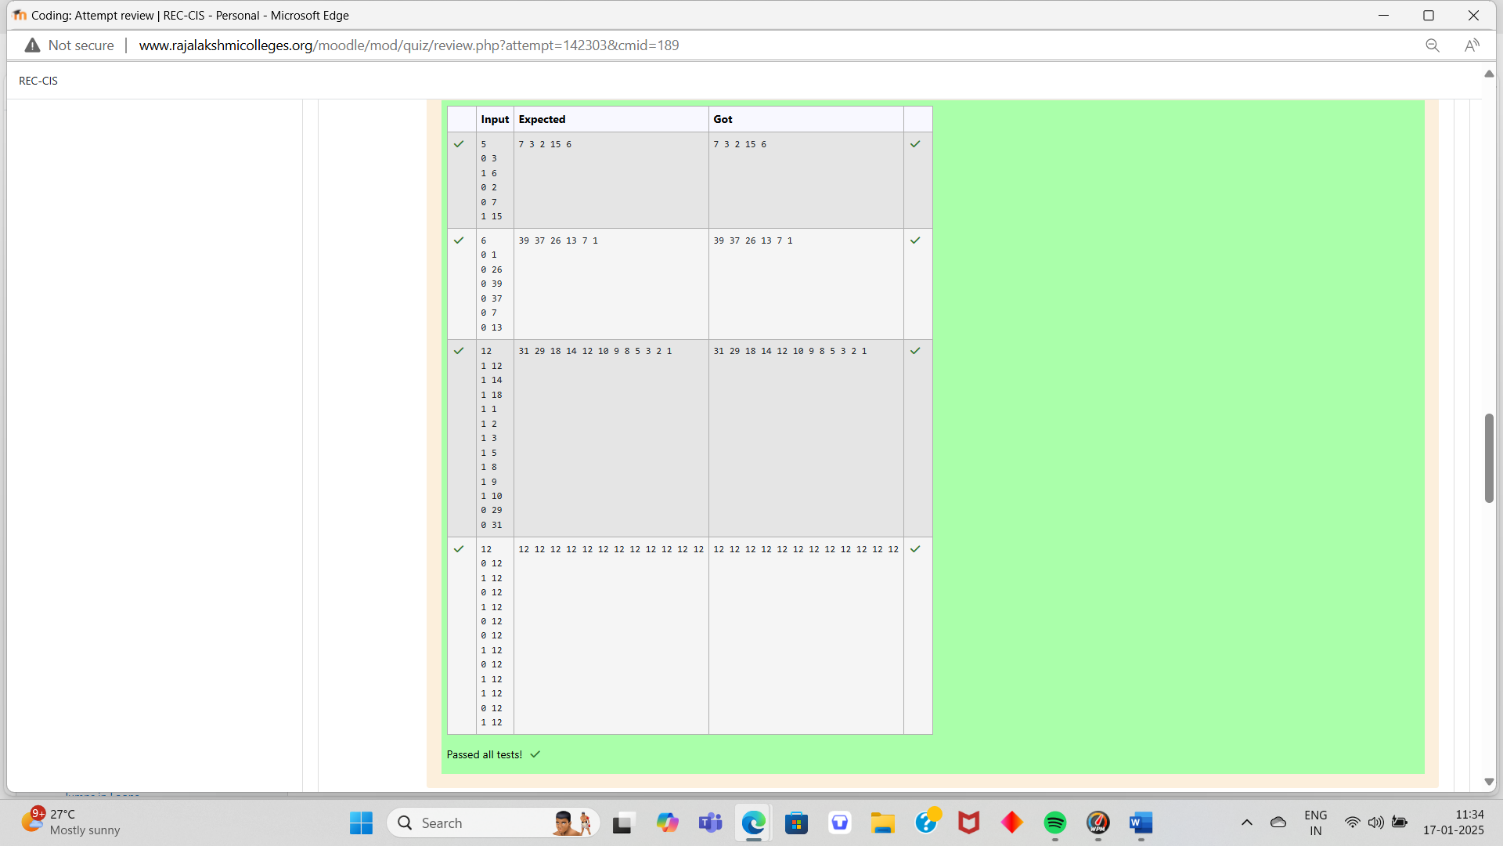 Coding: Attempt review | REC-CIS - Personal - Microsoft Edge
Not secure | www.rajalakshmicolleges.org/moodle/mod/quiz/review.php?attempt=142303&cmid=189
REC-CIS
Input Expected Got
5 7 3 2 15 6 7 3 2 15 6
0 3
1 6
0 2
0 7
1 15
6 39 37 26 13 7 1 39 37 26 13 7 1
0 1
0 26
0 39
0 37
0 7
0 13
12 31 29 18 14 12 10 9 8 5 3 2 1 31 29 18 14 12 10 9 8 5 3 2 1
1 12
1 14
1 18
1 1
1 2
1 3
1 5
1 8
1 9
1 10
0 29
0 31
12 12 12 12 12 12 12 12 12 12 12 12 12 12 12 12 12 12 12 12 12 12 12 12 12
0 12
1 12
0 12
1 12
0 12
0 12
1 12
0 12
1 12
1 12
0 12
1 12
Passed all tests!
9+ 27°C
Mostly sunny
Search
ENG
IN
11:34
17-01-2025